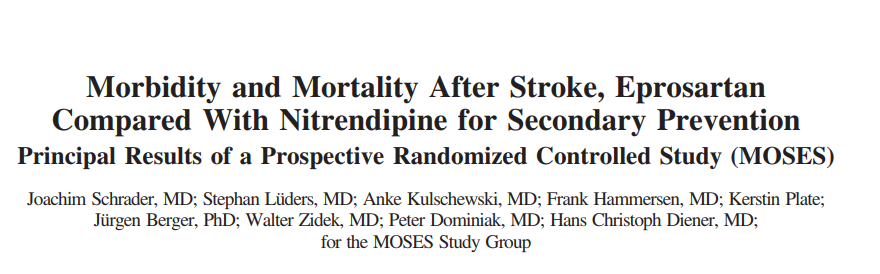 Morbidity and Mortality After Stroke, Eprosartan
Compared With Nitrendipine for Secondary Prevention
Principal Results of a Prospective Randomized Controlled Study (MOSES)
Joachim Schrader, MD; Stephan Lüders, MD; Anke Kulschewski, MD; Frank Hammersen, MD; Kerstin Plate;
Jürgen Berger, PhD; Walter Zidek, MD; Peter Dominiak, MD; Hans Christoph Diener, MD;
for the MOSES Study Group